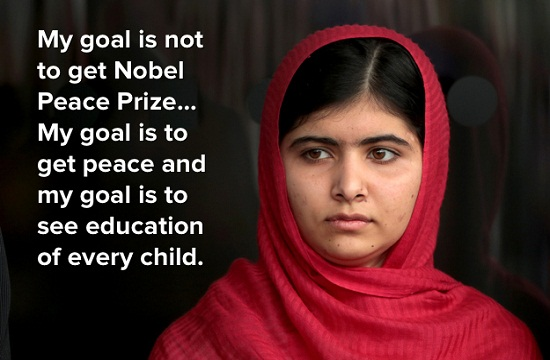 My goal is not
to get Nobel
Peace Prize...
My goal is to
get peace and
my goal is to
see education
of every child.